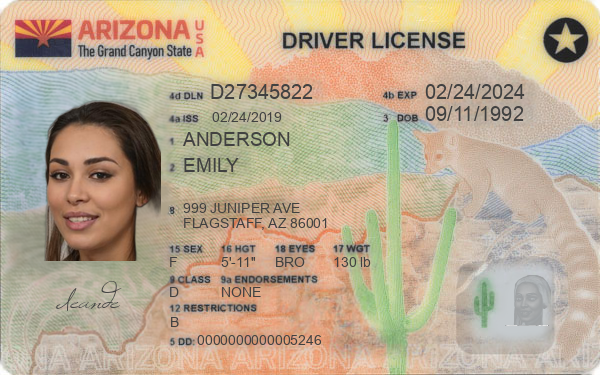 ARIZONA USA
The Grand Canyon State
DRIVER LICENSE
4d DLN D27345822 4b EXP 02/24/2024
4a ISS 02/24/2019 3 DOB 09/11/1992
1 ANDERSON
2 EMILY
8 999 JUNIPER AVE
FLAGSTAFF, AZ 86001
15 SEX 16 HGT 18 EYES 17 WGT
F 5'-11" BRO 130 lb
9 CLASS 9a ENDORSEMENTS
D NONE
12 RESTRICTIONS
B
5 DD: 0000000000005246
ARIZONA ARIZONA ARIZONA ARIZONA